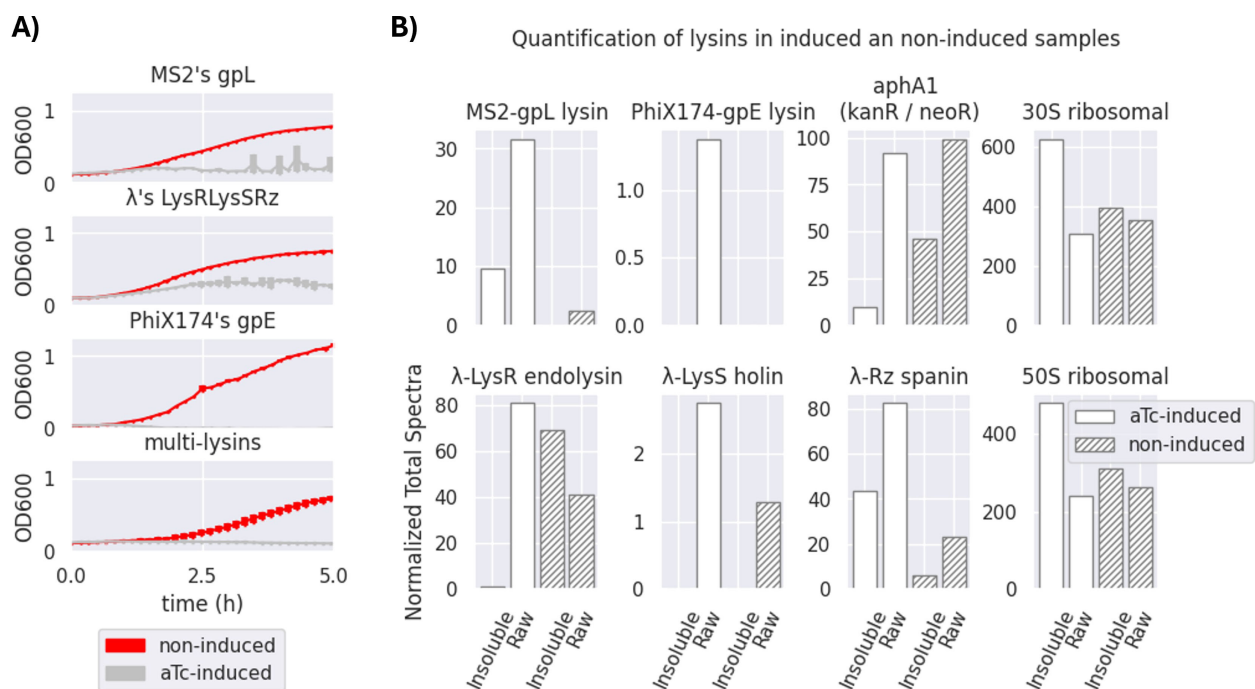 A)
MS2's gpL
OD600
1
0
λ's LysRLysSRz
OD600
1
0
PhiX174's gpE
OD600
1
0
multi-lysins
OD600
1
0
0.0 2.5 5.0
time (h)
non-induced
aTc-induced
B)
Quantification of lysins in induced an non-induced samples
MS2-gpL lysin
30
20
10
0
PhiX174-gpE lysin
1.0
0.5
0.0
aphA1
(kanR / neoR)
100
75
50
25
0
30S ribosomal
600
400
200
0
Normalized Total Spectra
λ-LysR endolysin
80
60
40
20
0
Insoluble
Raw
Insoluble
Raw
λ-LysS holin
2
1
0
Insoluble
Raw
Insoluble
Raw
λ-Rz spanin
80
60
40
20
0
Insoluble
Raw
Insoluble
Raw
50S ribosomal
400
200
0
Insoluble
Raw
Insoluble
Raw
aTc-induced
non-induced